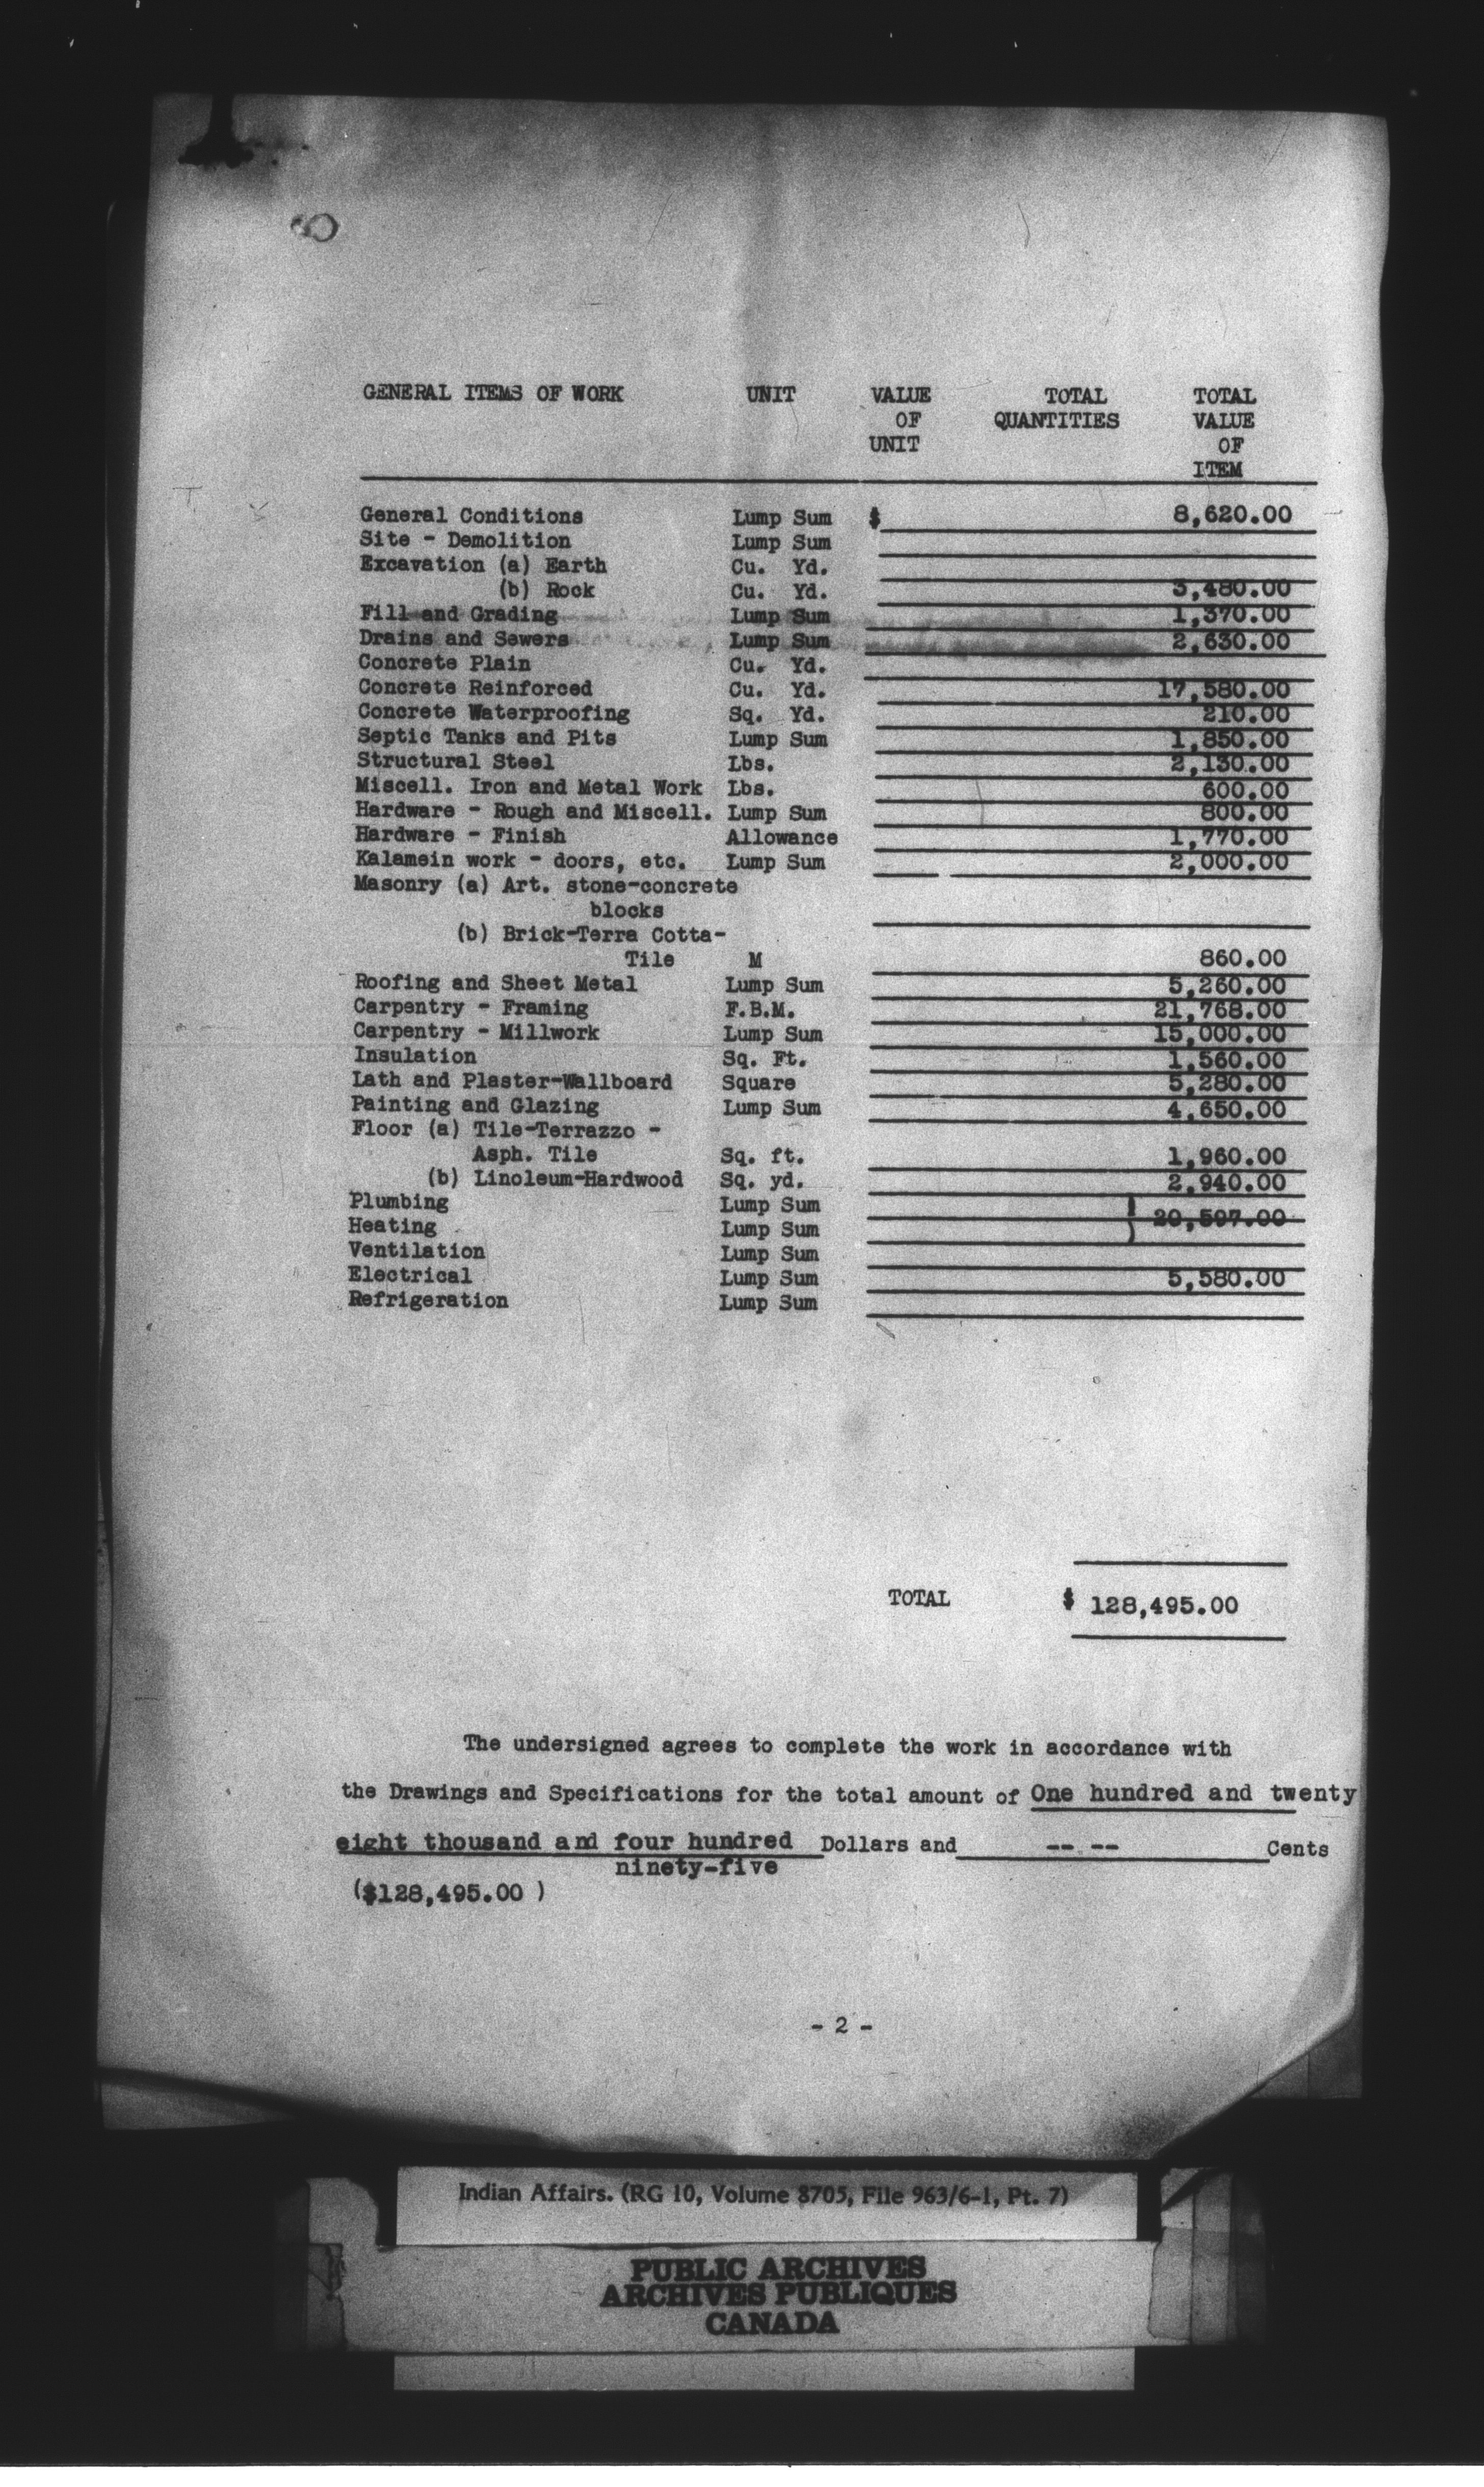 GENERAL ITEMS OF WORK UNIT VALUE TOTAL TOTAL
OF QUANTITIES VALUE
UNIT OF
ITEM
General Conditions Lump Sum $ 8,620.00
Site - Demolition Lump Sum
Excavation (a) Earth Cu. Yd.
(b) Rock Cu. Yd. 3,480.00
Fill and Grading Lump Sum 1,370.00
Drains and Sewers Lump Sum 2,630.00
Concrete Plain Cu. Yd.
Concrete Reinforced Cu. Yd. 17,580.00
Concrete Waterproofing Sq. Yd. 210.00
Septic Tanks and Pits Lump Sum 1,850.00
Structural Steel Lbs. 2,130.00
Miscell. Iron and Metal Work Lbs. 600.00
Hardware - Rough and Miscell. Lump Sum 800.00
Hardware - Finish Allowance 1,770.00
Kalamein work - doors, etc. Lump Sum 2,000.00
Masonry (a) Art. stone-concrete
blocks
(b) Brick-Terra Cotta-
Tile M 860.00
Roofing and Sheet Metal Lump Sum 5,260.00
Carpentry - Framing F.B.M. 21,768.00
Carpentry - Millwork Lump Sum 15,000.00
Insulation Sq. Ft. 1,560.00
Lath and Plaster-Wallboard Square 5,280.00
Painting and Glazing Lump Sum 4,650.00
Floor (a) Tile-Terrazzo -
Asph. Tile Sq. ft. 1,960.00
(b) Linoleum-Hardwood Sq. yd. 2,940.00
Plumbing Lump Sum
Heating Lump Sum } 20,597.00
Ventilation Lump Sum
Electrical Lump Sum 5,580.00
Refrigeration Lump Sum
TOTAL $ 128,495.00
The undersigned agrees to complete the work in accordance with
the Drawings and Specifications for the total amount of One hundred and twenty
eight thousand and four hundred Dollars and -- -- Cents
ninety-five
($128,495.00 )
- 2 -
Indian Affairs. (RG 10, Volume 8705, File 963/6-1, Pt. 7)
PUBLIC ARCHIVES
ARCHIVES PUBLIQUES
CANADA